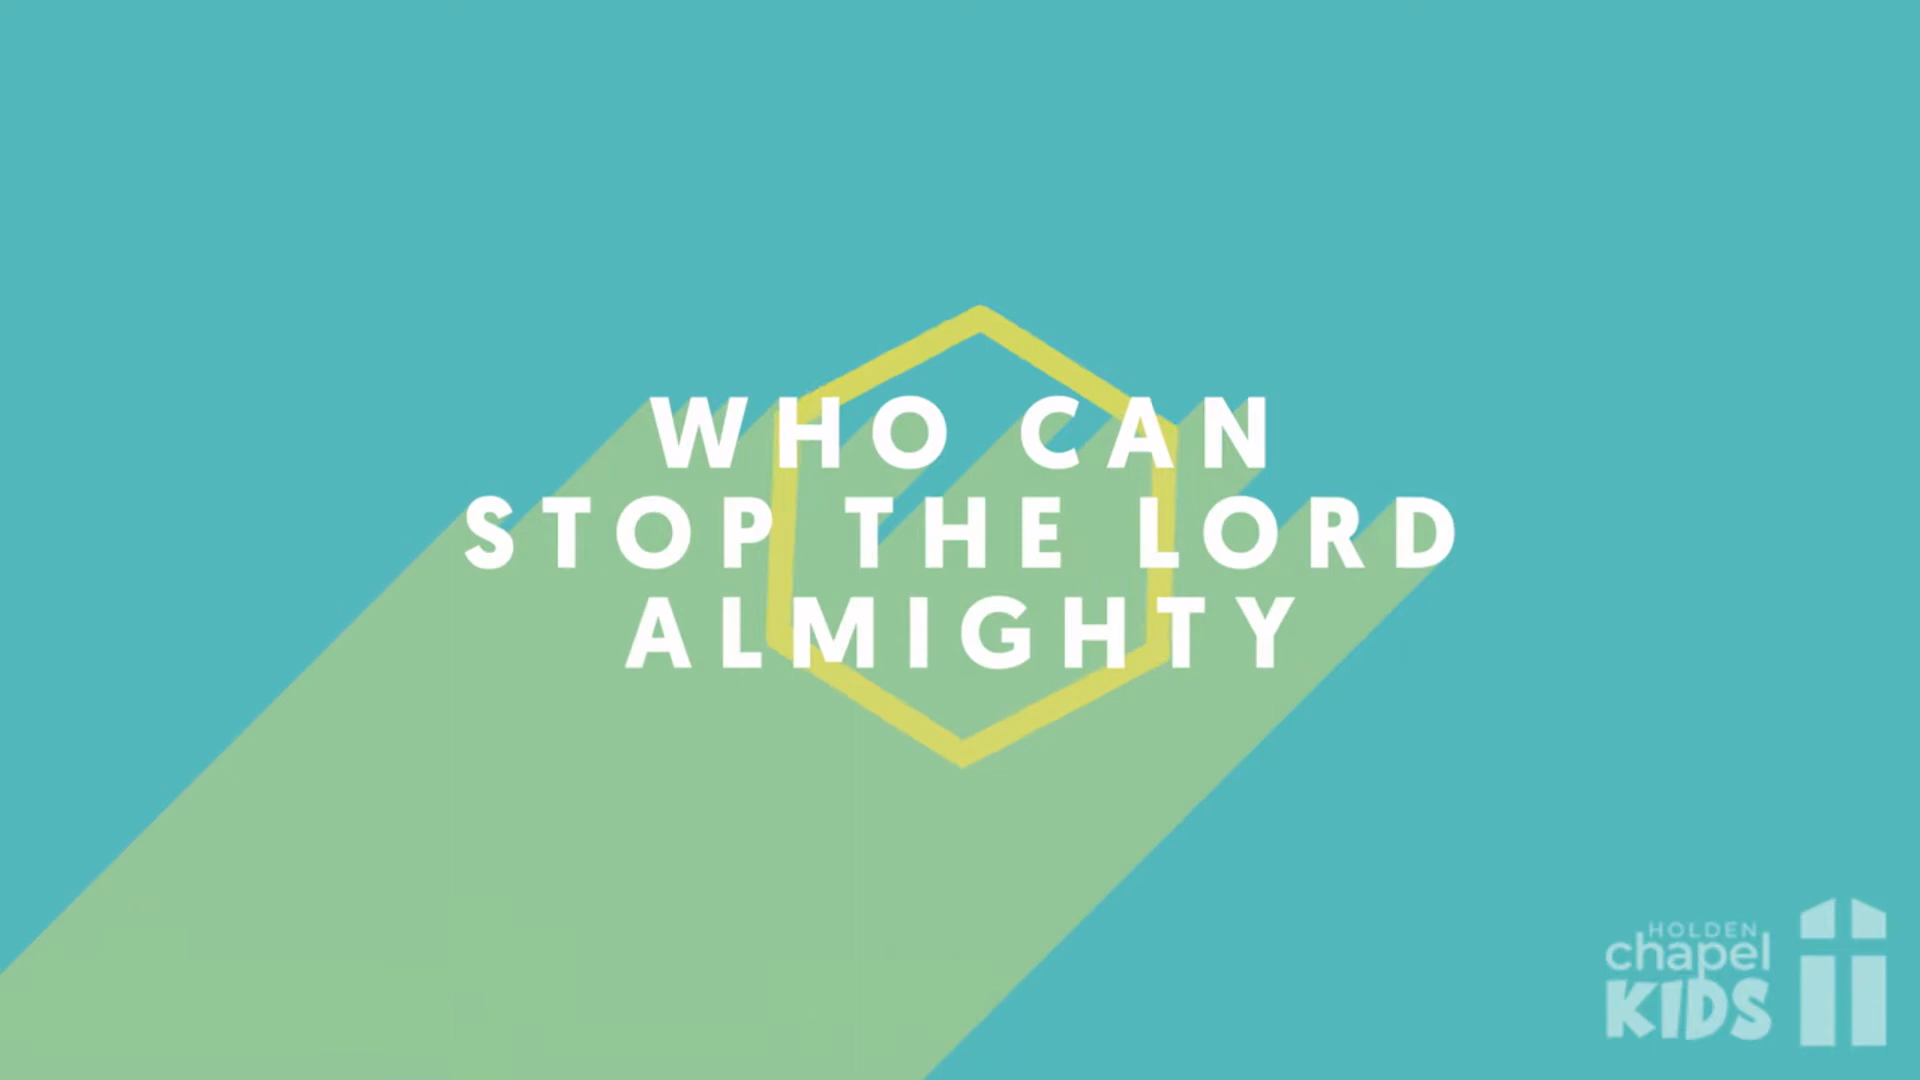 WHO CAN
STOP THE LORD
ALMIGHTY
HOLDEN
chapel
KIDS